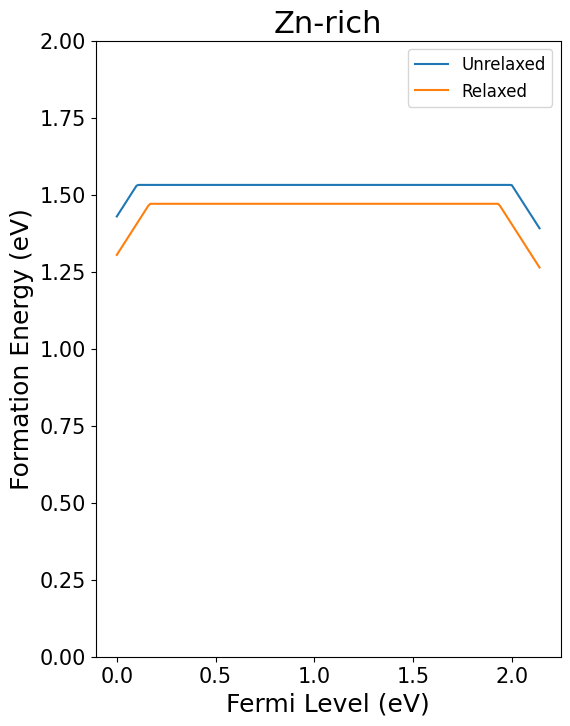 Zn-rich
Unrelaxed
Relaxed
Formation Energy (eV)
2.00
1.75
1.50
1.25
1.00
0.75
0.50
0.25
0.00
0.0 0.5 1.0 1.5 2.0
Fermi Level (eV)